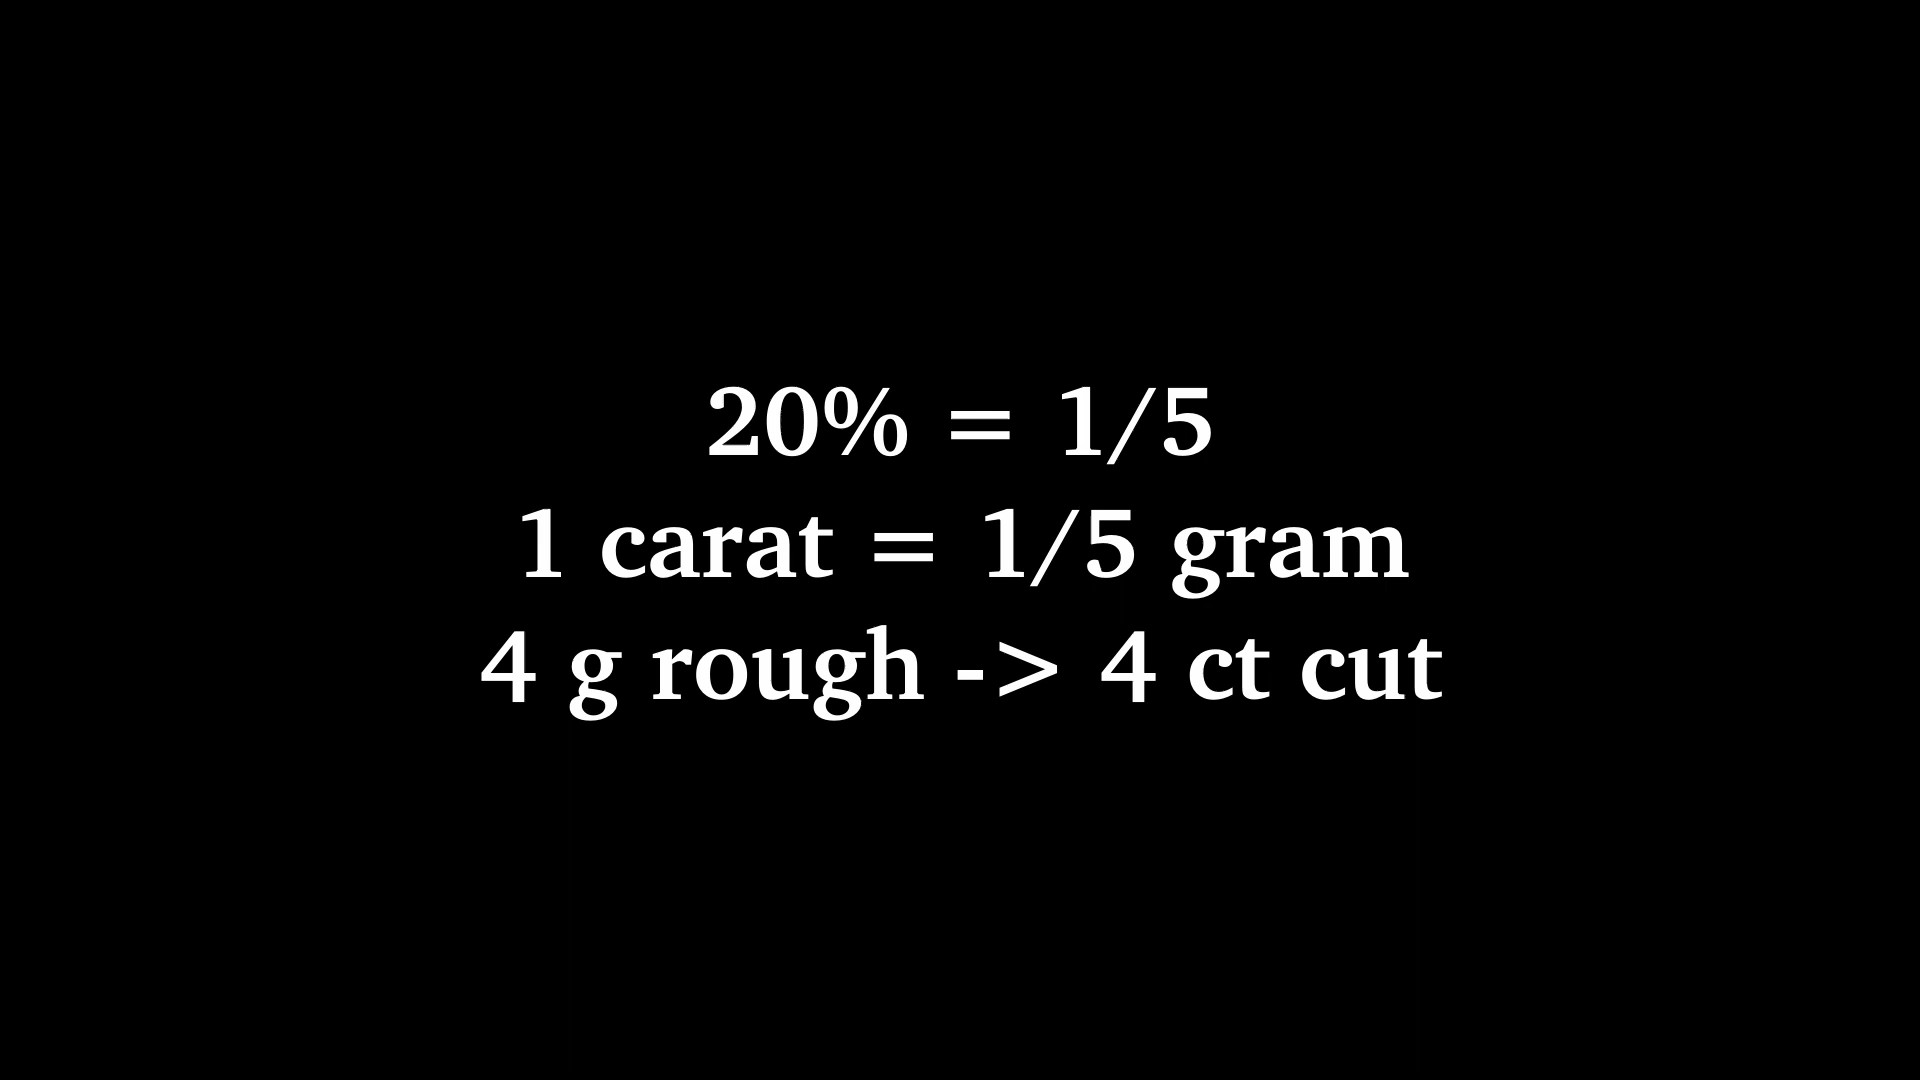 20% = 1/5
1 carat = 1/5 gram
4 g rough -> 4 ct cut